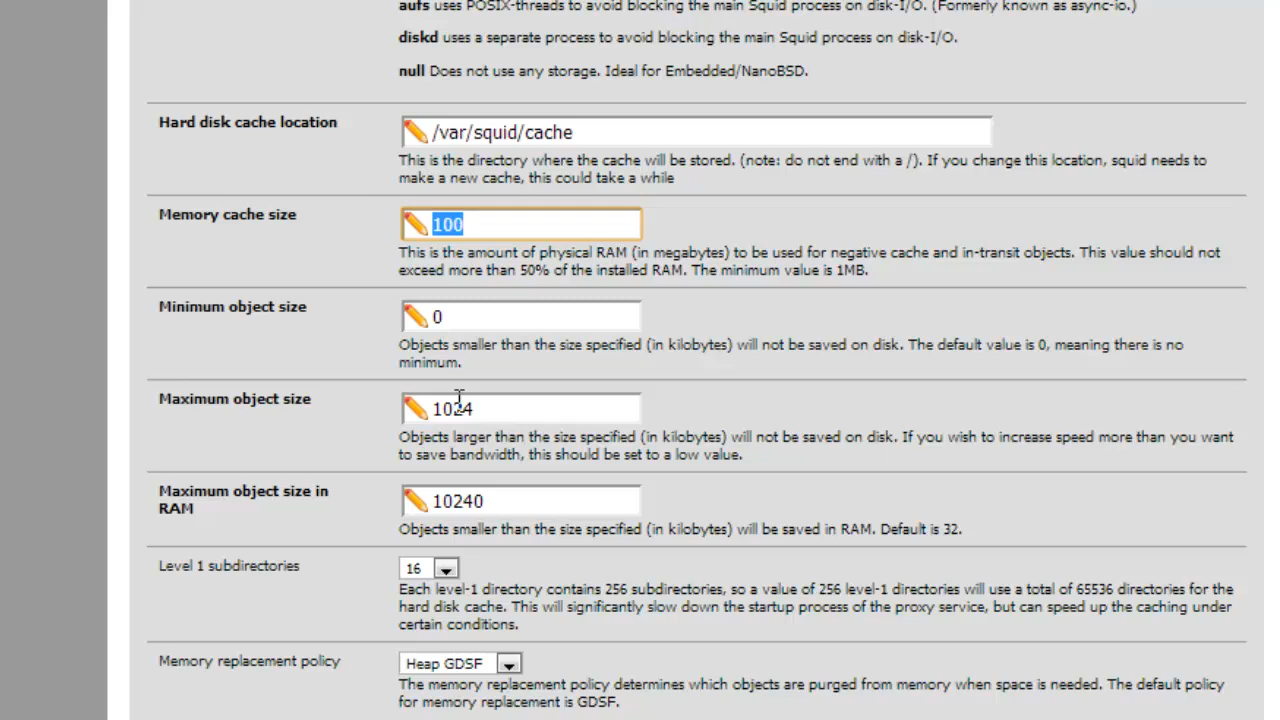 aufs uses POSIX-threads to avoid blocking the main Squid process on disk-I/O. (Formerly known as async-io.)
diskd uses a separate process to avoid blocking the main Squid process on disk-I/O.
null Does not use any storage. Ideal for Embedded/NanoBSD.
Hard disk cache location
/var/squid/cache
This is the directory where the cache will be stored. (note: do not end with a /). If you change this location, squid needs to
make a new cache, this could take a while
Memory cache size
100
This is the amount of physical RAM (in megabytes) to be used for negative cache and in-transit objects. This value should not
exceed more than 50% of the installed RAM. The minimum value is 1MB.
Minimum object size
0
Objects smaller than the size specified (in kilobytes) will not be saved on disk. The default value is 0, meaning there is no
minimum.
Maximum object size
1024
Objects larger than the size specified (in kilobytes) will not be saved on disk. If you wish to increase speed more than you want
to save bandwidth, this should be set to a low value.
Maximum object size in
RAM
10240
Objects smaller than the size specified (in kilobytes) will be saved in RAM. Default is 32.
Level 1 subdirectories
16
Each level-1 directory contains 256 subdirectories, so a value of 256 level-1 directories will use a total of 65536 directories for the
hard disk cache. This will significantly slow down the startup process of the proxy service, but can speed up the caching under
certain conditions.
Memory replacement policy
Heap GDSF
The memory replacement policy determines which objects are purged from memory when space is needed. The default policy
for memory replacement is GDSF.